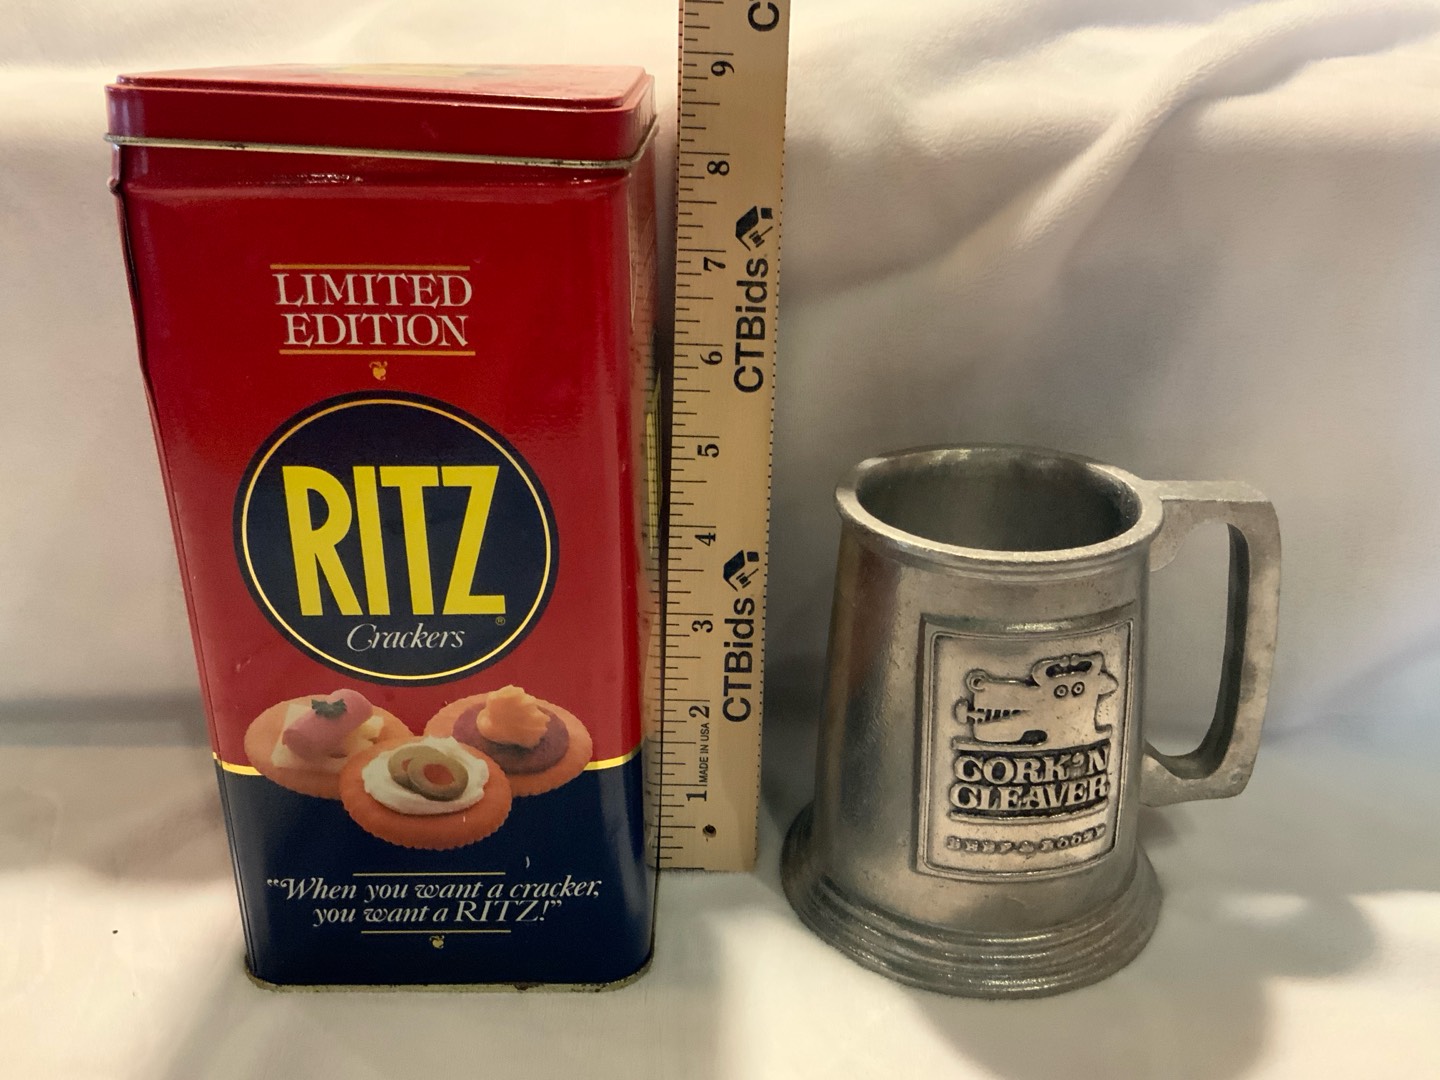 LIMITED
EDITION
RITZ®
Crackers
"When you want a cracker,
you want a RITZ!"
9
8
7
6
5
4
3
2
1
MADE IN USA
CTBids
CTBids
CORK 'N
CLEAVER